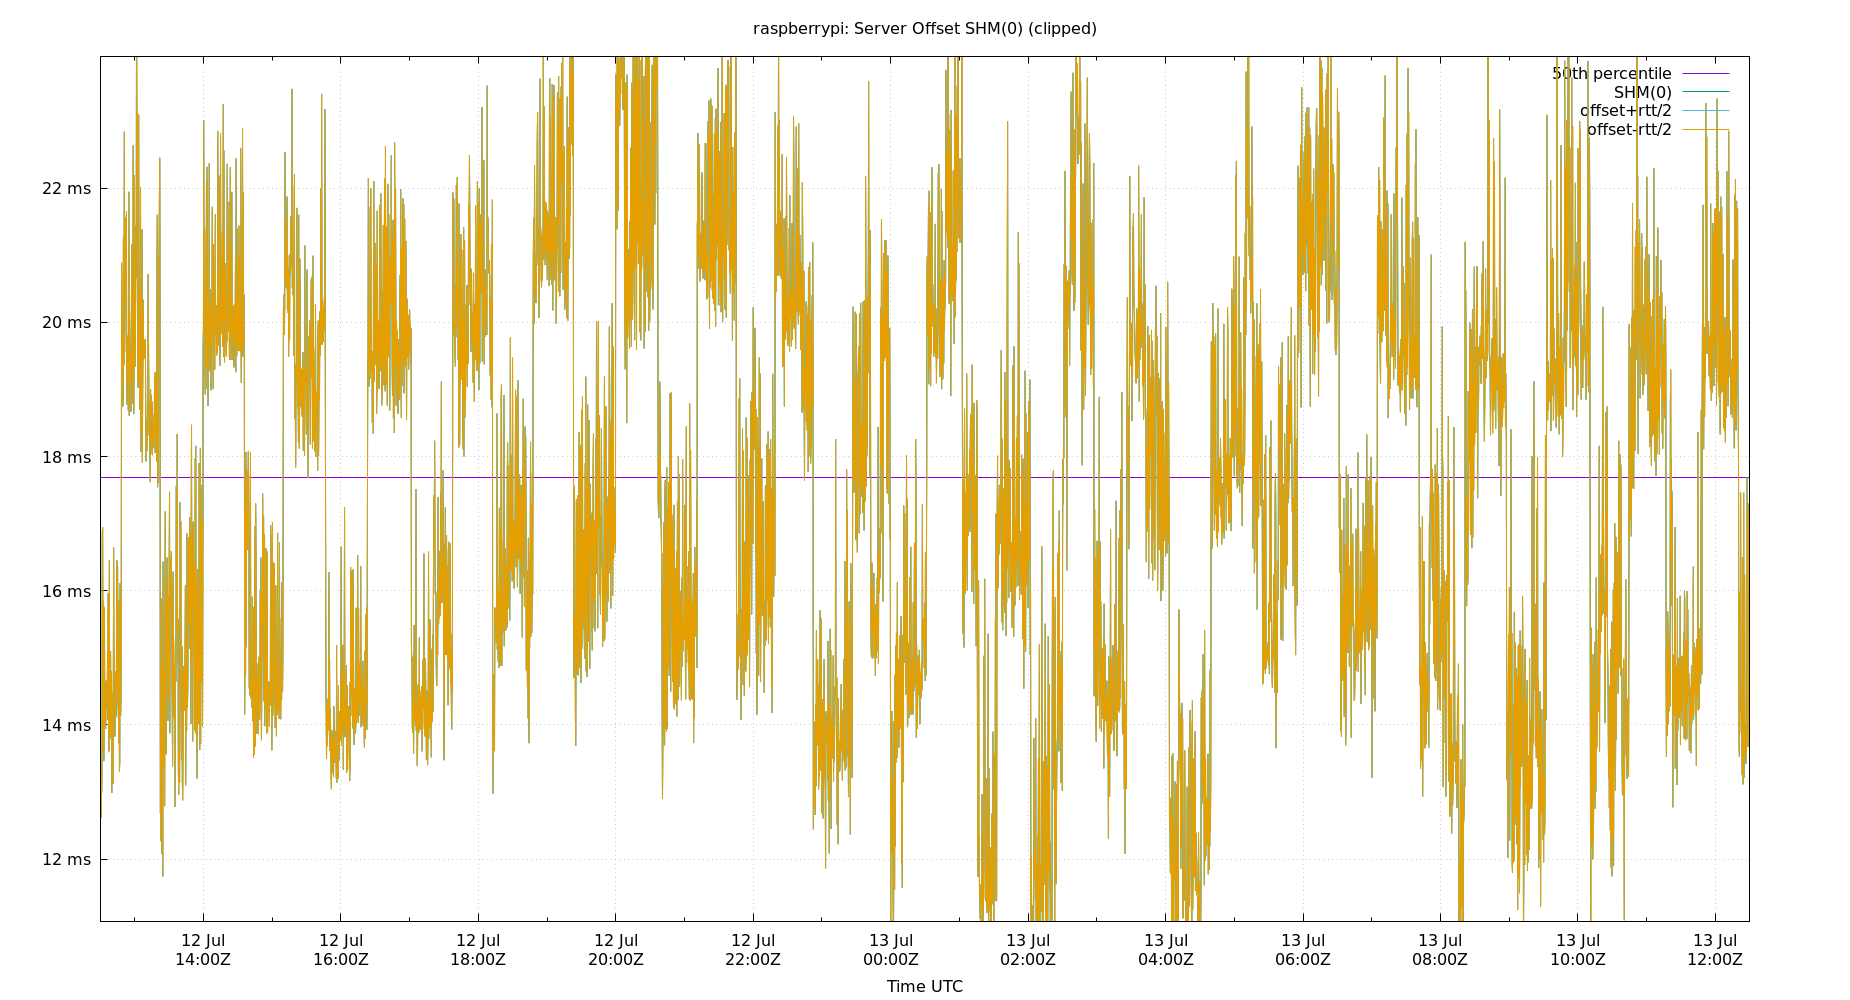 raspberrypi: Server Offset SHM(0) (clipped)
50th percentile
SHM(0)
offset+rtt/2
offset-rtt/2
22 ms
20 ms
18 ms
16 ms
14 ms
12 ms
12 Jul 12 Jul 12 Jul 12 Jul 12 Jul 13 Jul 13 Jul 13 Jul 13 Jul 13 Jul 13 Jul 13 Jul
14:00Z 16:00Z 18:00Z 20:00Z 22:00Z 00:00Z 02:00Z 04:00Z 06:00Z 08:00Z 10:00Z 12:00Z
Time UTC